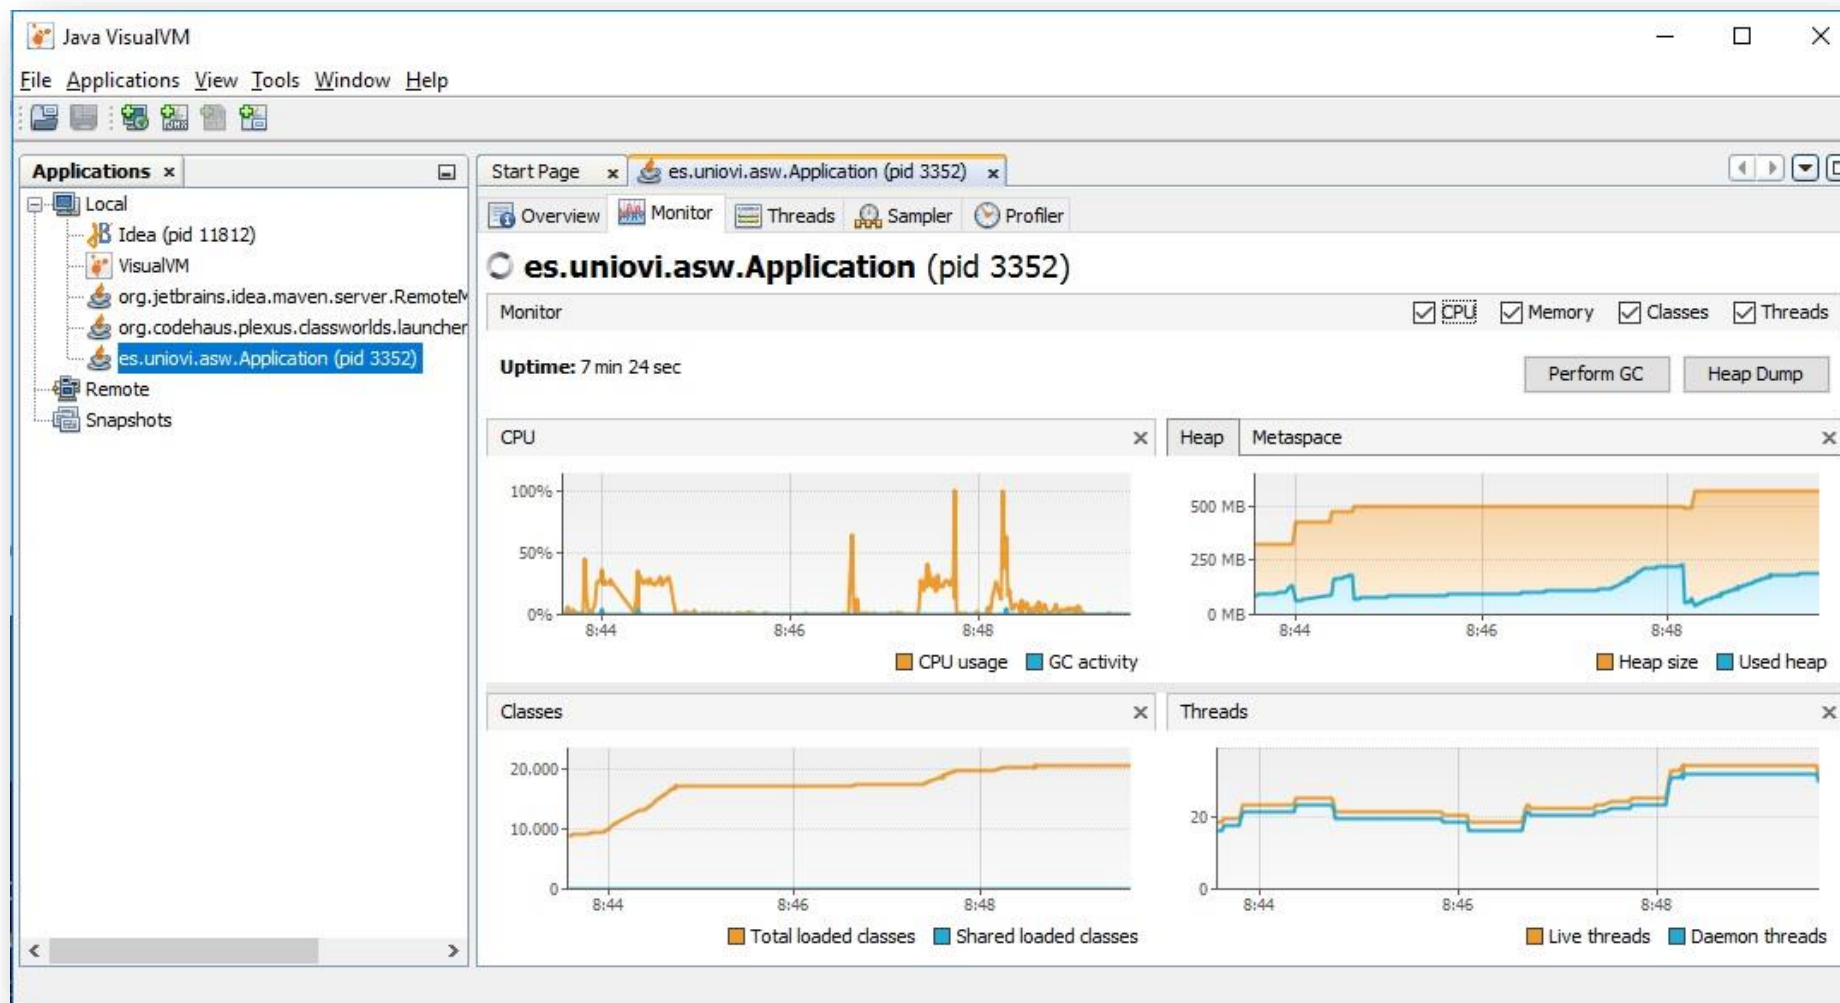 Java VisualVM
File Applications View Tools Window Help
Applications
Local
Idea (pid 11812)
VisualVM
org.jetbrains.idea.maven.server.RemoteM
org.codehaus.plexus.classworlds.launcher
es.uniovi.asw.Application (pid 3352)
Remote
Snapshots
Start Page es.uniovi.asw.Application (pid 3352)
Overview Monitor Threads Sampler Profiler
es.uniovi.asw.Application (pid 3352)
Monitor CPU Memory Classes Threads
Uptime: 7 min 24 sec Perform GC Heap Dump
CPU
100%
50%
0%
8:44 8:46 8:48
CPU usage GC activity
Heap Metaspace
500 MB
250 MB
0 MB
8:44 8:46 8:48
Heap size Used heap
Classes
20.000
10.000
0
8:44 8:46 8:48
Total loaded classes Shared loaded classes
Threads
20
0
8:44 8:46 8:48
Live threads Daemon threads